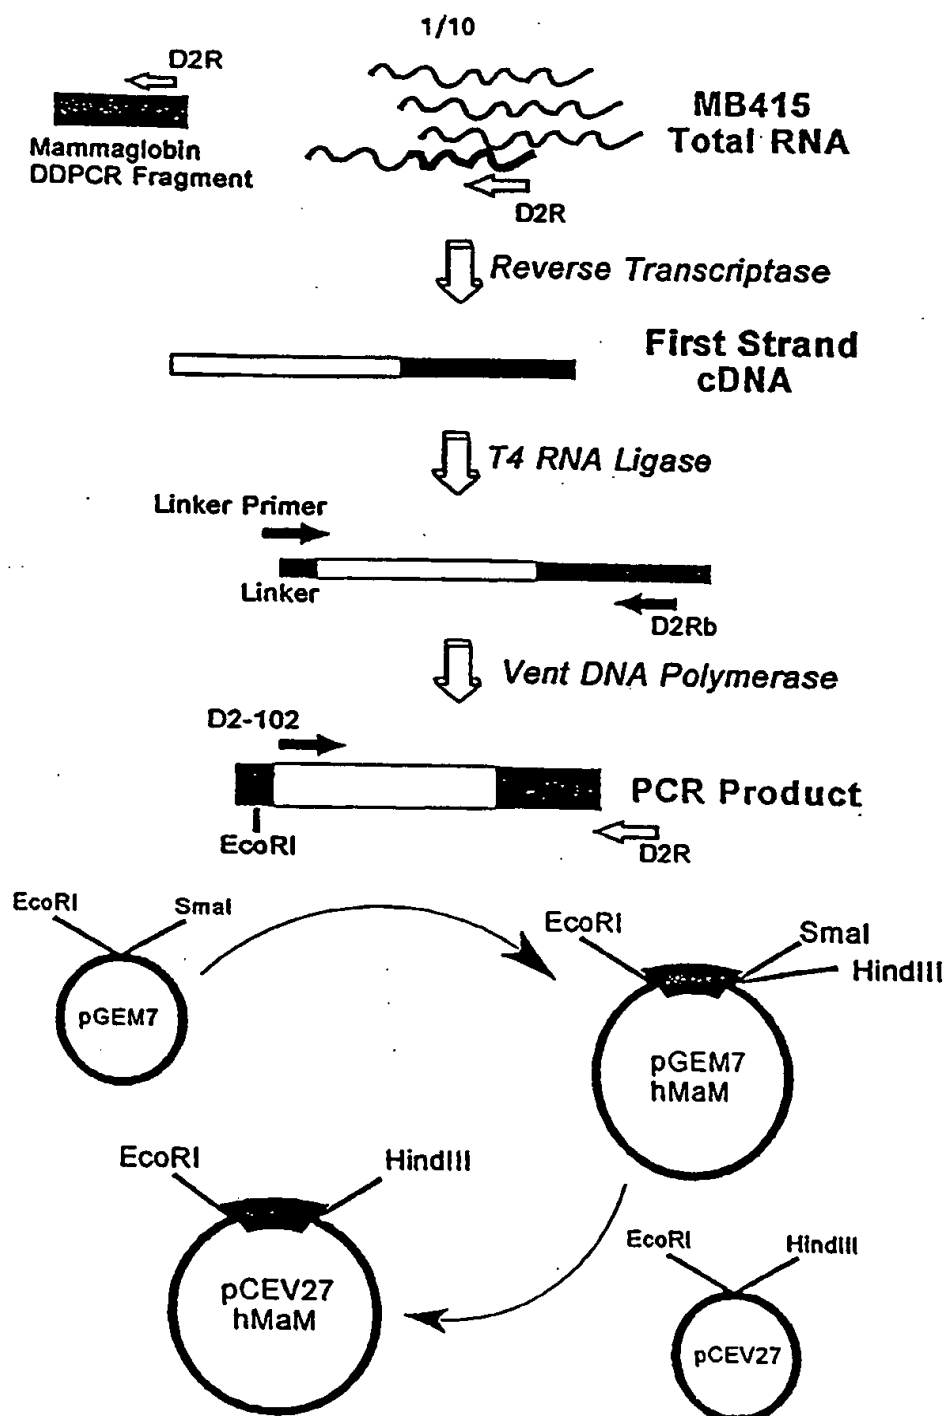 1/10
D2R
Mammaglobin
DDPCR Fragment
MB415
Total RNA
D2R
Reverse Transcriptase
First Strand
cDNA
T4 RNA Ligase
Linker Primer
Linker
D2Rb
Vent DNA Polymerase
D2-102
PCR Product
EcoRI
D2R
EcoRI
SmaI
pGEM7
EcoRI
SmaI
HindIII
pGEM7
hMaM
EcoRI
HindIII
pCEV27
hMaM
EcoRI
HindIII
pCEV27